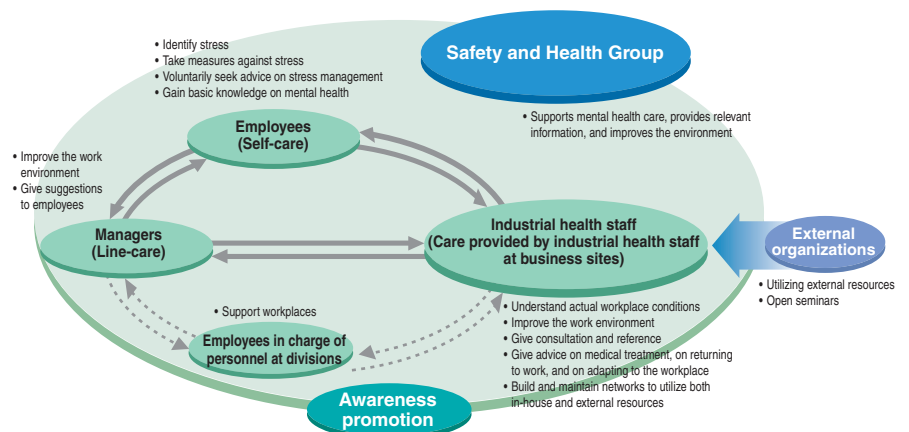 • Identify stress
• Take measures against stress
• Voluntarily seek advice on stress management
• Gain basic knowledge on mental health
Safety and Health Group
• Supports mental health care, provides relevant
information, and improves the environment
Employees
(Self-care)
• Improve the work
environment
• Give suggestions
to employees
Managers
(Line-care)
Industrial health staff
(Care provided by industrial health staff
at business sites)
External
organizations
• Utilizing external resources
• Open seminars
• Support workplaces
Employees in charge of
personnel at divisions
• Understand actual workplace conditions
• Improve the work environment
• Give consultation and reference
• Give advice on medical treatment, on returning
to work, and on adapting to the workplace
• Build and maintain networks to utilize both
in-house and external resources
Awareness
promotion